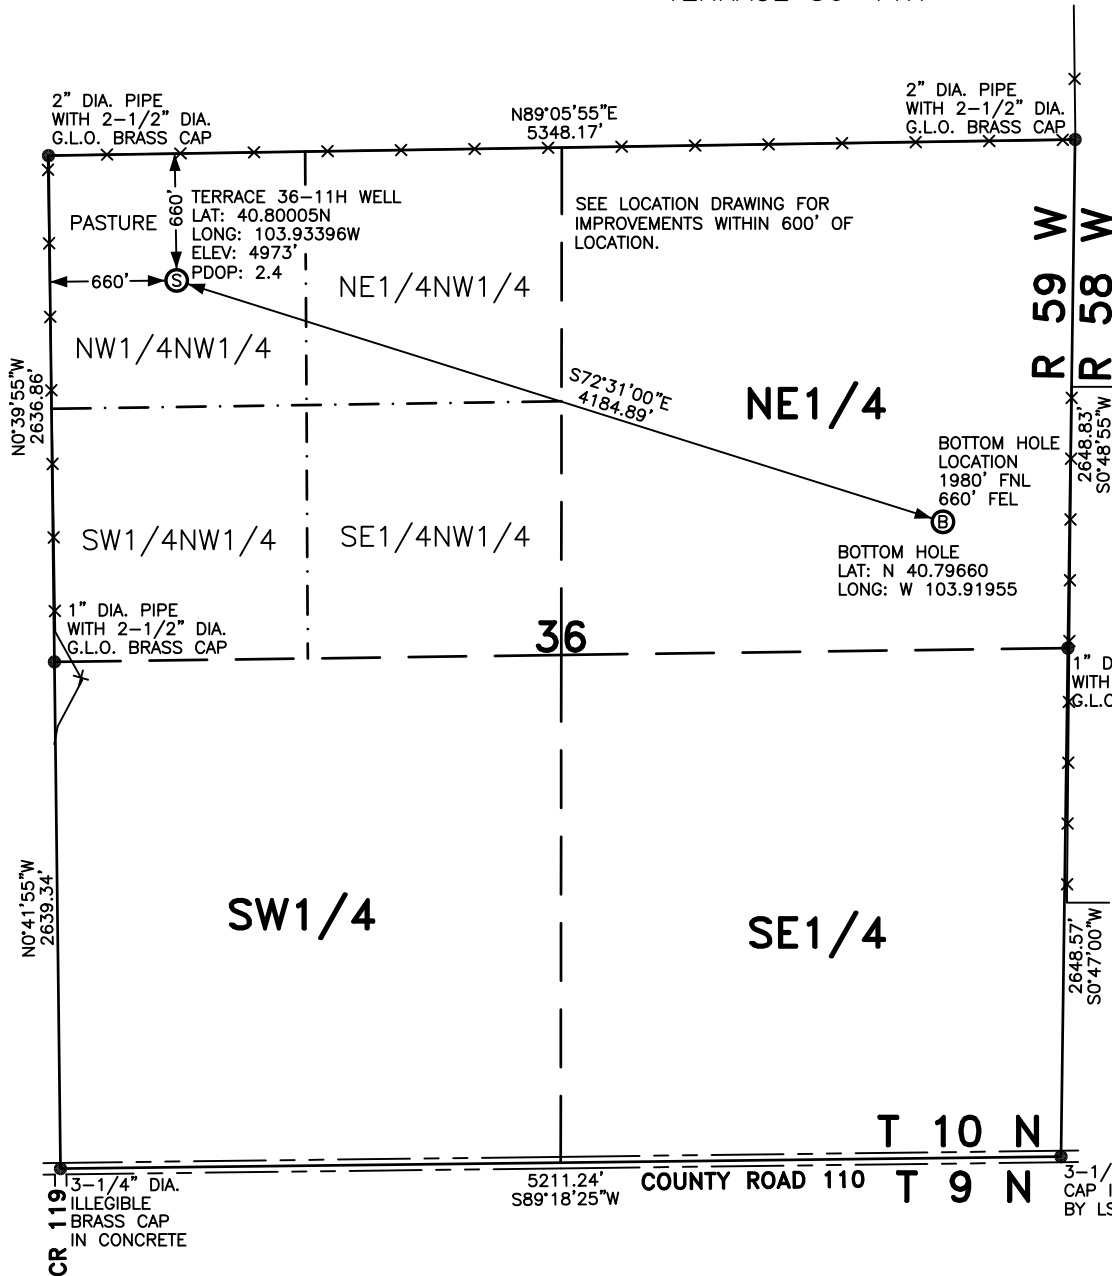 2" DIA. PIPE
WITH 2-1/2" DIA.
G.L.O. BRASS CAP
N89°05'55"E
5348.17'
2" DIA. PIPE
WITH 2-1/2" DIA.
G.L.O. BRASS CAP
660'
PASTURE
TERRACE 36-11H WELL
LAT: 40.80005N
LONG: 103.93396W
ELEV: 4973'
PDOP: 2.4
SEE LOCATION DRAWING FOR
IMPROVEMENTS WITHIN 600' OF
LOCATION.
R 59 W
R 58 W
660'
S
NE1/4NW1/4
NW1/4NW1/4
N0°39'55"W
2636.86'
S72°31'00"E
4184.89'
NE1/4
2648.83'
S0°48'55"W
BOTTOM HOLE
LOCATION
1980' FNL
660' FEL
B
SW1/4NW1/4
SE1/4NW1/4
BOTTOM HOLE
LAT: N 40.79660
LONG: W 103.91955
1" DIA. PIPE
WITH 2-1/2" DIA.
G.L.O. BRASS CAP
36
1" D
WITH
G.L.O
N0°41'55"W
2639.34'
SW1/4
SE1/4
2648.57'
S0°47'00"W
T 10 N
5211.24'
S89°18'25"W
COUNTY ROAD 110
T 9 N
CR 119
3-1/4" DIA.
ILLEGIBLE
BRASS CAP
IN CONCRETE
3-1/
CAP I
BY LS